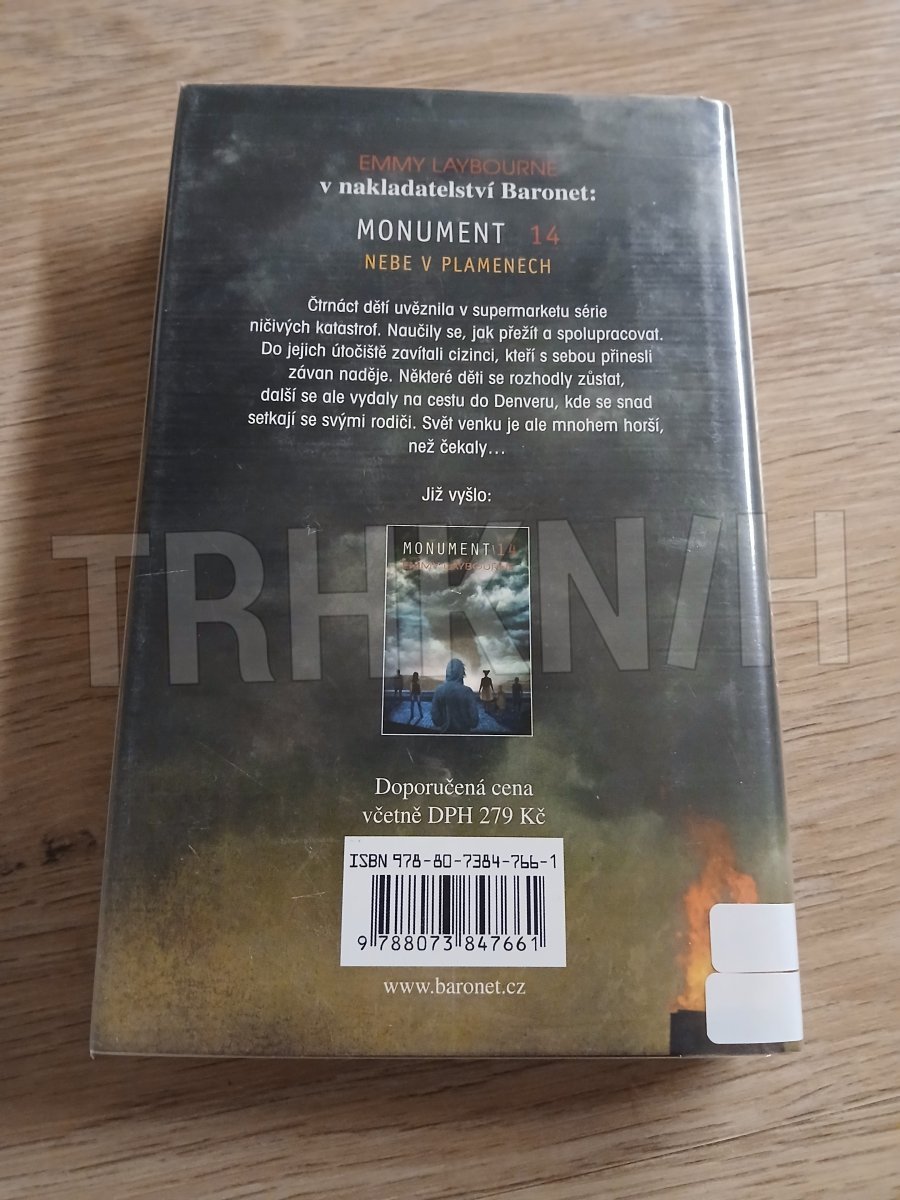 EMMY LAYBOURNE
v nakladatelství Baronet:
MONUMENT 14
NEBE V PLAMENECH
Čtrnáct dětí uvěznila v supermarketu série
ničivých katastrof. Naučily se, jak přežít a spolupracovat.
Do jejich útočiště zavítali cizinci, kteří s sebou přinesli
závan naděje. Některé děti se rozhodly zůstat,
další se ale vydaly na cestu do Denveru, kde se snad
setkají se svými rodiči. Svět venku je ale mnohem horší,
než čekaly...
Již vyšlo:
MONUMENT 14
EMMY LAYBOURNE
TRHKNIH
Doporučená cena
včetně DPH 279 Kč
ISBN 978-80-7384-766-1
9 788073 847661
www.baronet.cz